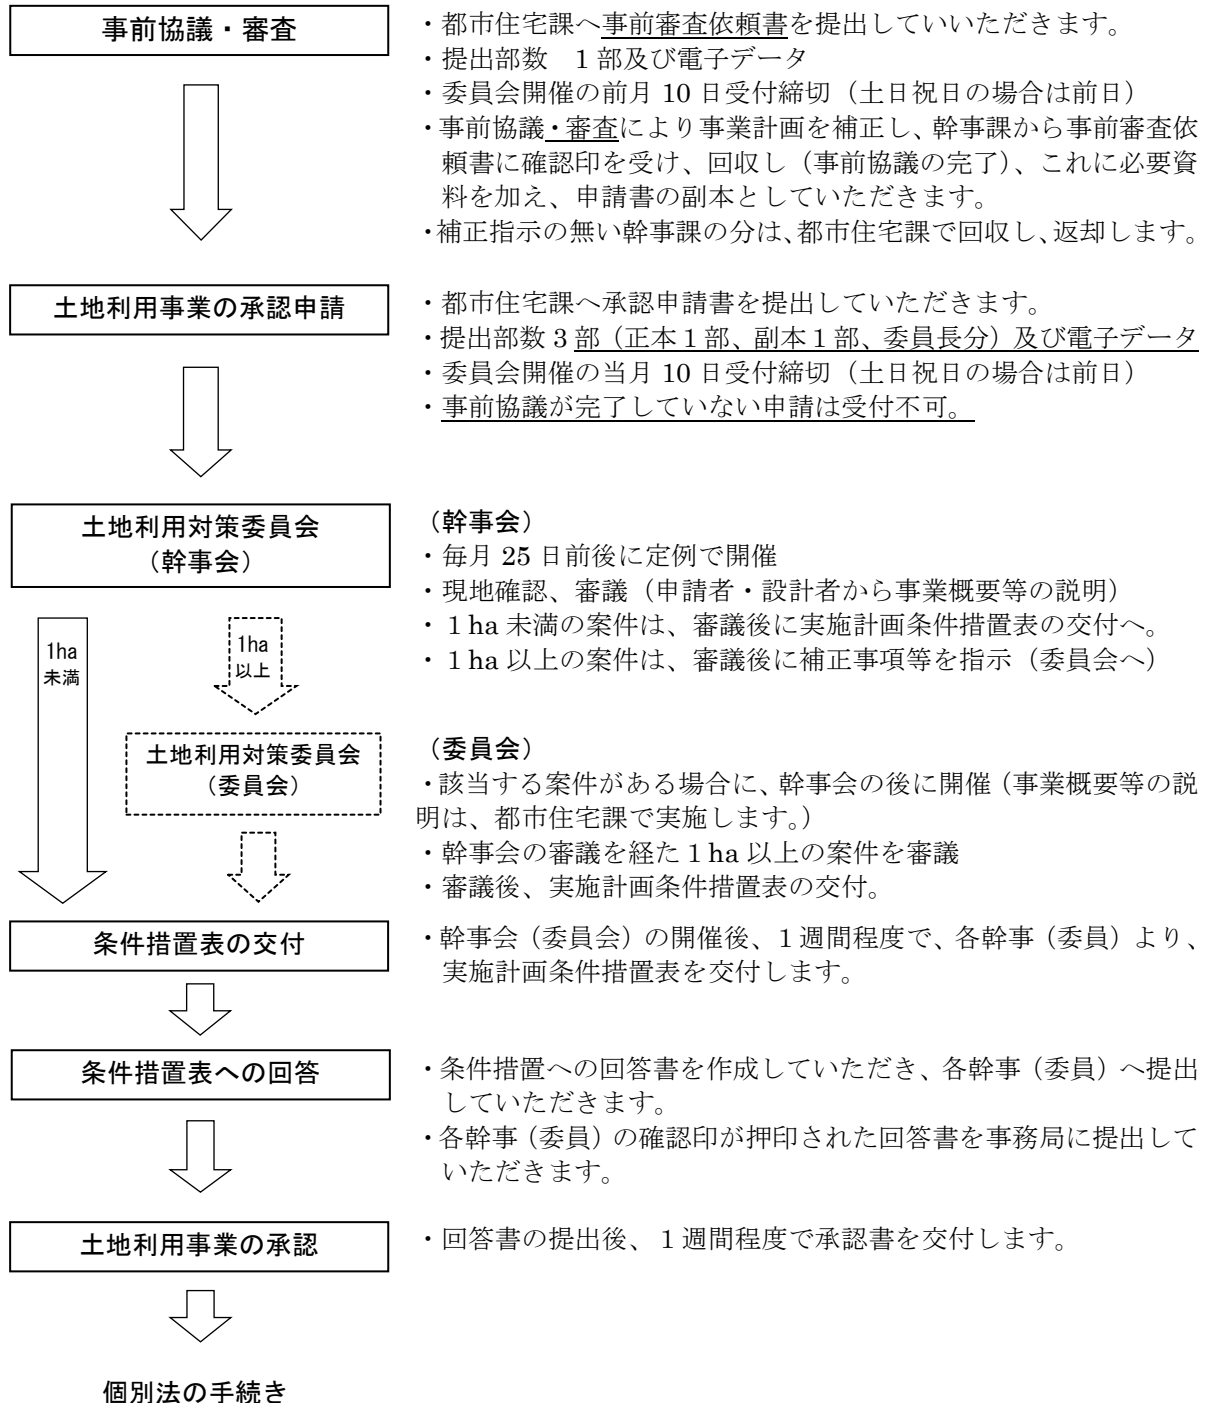 事前協議・審査
・都市住宅課へ事前審査依頼書を提出していいただきます。
・提出部数　1部及び電子データ
・委員会開催の前月 10 日受付締切（土日祝日の場合は前日）
・事前協議・審査により事業計画を補正し、幹事課から事前審査依
頼書に確認印を受け、回収し（事前協議の完了）、これに必要資
料を加え、申請書の副本としていただきます。
・補正指示の無い幹事課の分は、都市住宅課で回収し、返却します。
土地利用事業の承認申請
・都市住宅課へ承認申請書を提出していただきます。
・提出部数 3 部（正本１部、副本１部、委員長分）及び電子データ
・委員会開催の当月 10 日受付締切（土日祝日の場合は前日）
・事前協議が完了していない申請は受付不可。
土地利用対策委員会
（幹事会）
（幹事会）
・毎月 25 日前後に定例で開催
・現地確認、審議（申請者・設計者から事業概要等の説明）
・１ha 未満の案件は、審議後に実施計画条件措置表の交付へ。
・１ha 以上の案件は、審議後に補正事項等を指示（委員会へ）
1ha
未満
1ha
以上
土地利用対策委員会
（委員会）
（委員会）
・該当する案件がある場合に、幹事会の後に開催（事業概要等の説
明は、都市住宅課で実施します。）
・幹事会の審議を経た１ha 以上の案件を審議
・審議後、実施計画条件措置表の交付。
条件措置表の交付
・幹事会（委員会）の開催後、１週間程度で、各幹事（委員）より、
実施計画条件措置表を交付します。
条件措置表への回答
・条件措置への回答書を作成していただき、各幹事（委員）へ提出
していただきます。
・各幹事（委員）の確認印が押印された回答書を事務局に提出して
いただきます。
土地利用事業の承認
・回答書の提出後、１週間程度で承認書を交付します。
個別法の手続き